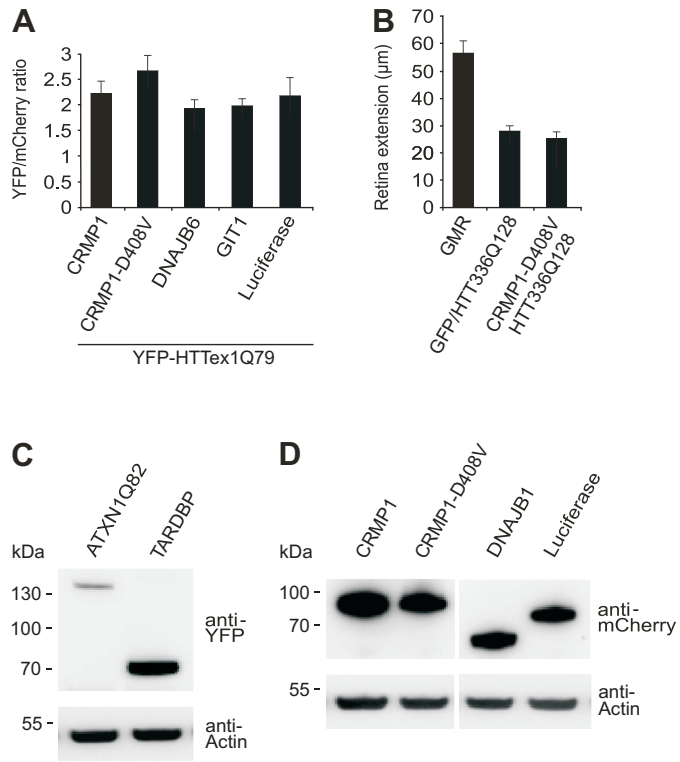 A
YFP/mCherry ratio
3
2.5
2
1.5
1
0.5
0
CRMP1
CRMP1-D408V
DNAJB6
GIT1
Luciferase
YFP-HTTex1Q79
B
Retina extension (µm)
70
60
50
40
30
20
10
0
GMR
GFP/HTT336Q128
CRMP1-D408V
HTT336Q128
C
kDa
ATXN1Q82
TARDBP
130 -
100 -
70 -
anti-
YFP
55 -
anti-
Actin
D
kDa
CRMP1
CRMP1-D408V
DNAJB1
Luciferase
100 -
70 -
anti-
mCherry
55 -
anti-
Actin